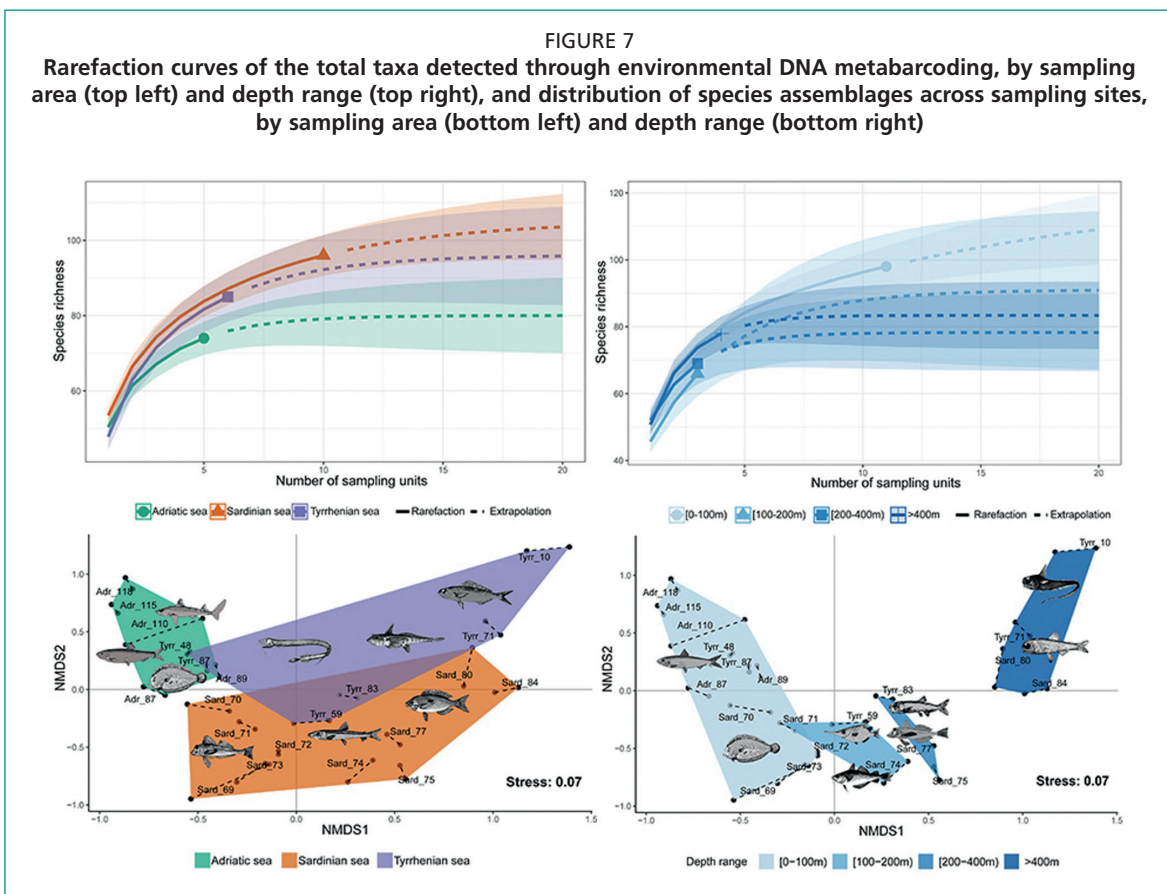 FIGURE 7
Rarefaction curves of the total taxa detected through environmental DNA metabarcoding, by sampling
area (top left) and depth range (top right), and distribution of species assemblages across sampling sites,
by sampling area (bottom left) and depth range (bottom right)
Species richness
100
80
60
5
10
15
20
Number of sampling units
Adriatic sea Sardinian sea Tyrrhenian sea Rarefaction Extrapolation
Species richness
120
100
80
60
40
5
10
15
20
Number of sampling units
[0-100m) [100-200m) [200-400m) >400m Rarefaction Extrapolation
NMDS2
1.0
0.5
0.0
−0.5
−1.0
Tyrr_10
Adr_118
Adr_115
Adr_110
Tyrr_48
Tyrr_87
Adr_89
Tyrr_71
Adr_87
Sard_80
Sard_84
Tyrr_83
Sard_70
Tyrr_59
Sard_71
Sard_77
Sard_72
Sard_73
Sard_74
Sard_75
Sard_69
Stress: 0.07
−1.0
−0.5
0.0
0.5
1.0
1.5
NMDS1
Adriatic sea Sardinian sea Tyrrhenian sea
NMDS2
1.0
0.5
0.0
−0.5
−1.0
Tyrr_10
Adr_118
Adr_115
Adr_110
Tyrr_48
Tyrr_87
Adr_89
Tyrr_71
Sard_80
Adr_87
Sard_84
Tyrr_83
Sard_70
Sard_71
Tyrr_59
Sard_72
Sard_77
Sard_73
Sard_74
Sard_75
Sard_69
Stress: 0.07
−1.0
−0.5
0.0
0.5
1.0
1.5
NMDS1
Depth range [0−100m) [100−200m) [200−400m) >400m